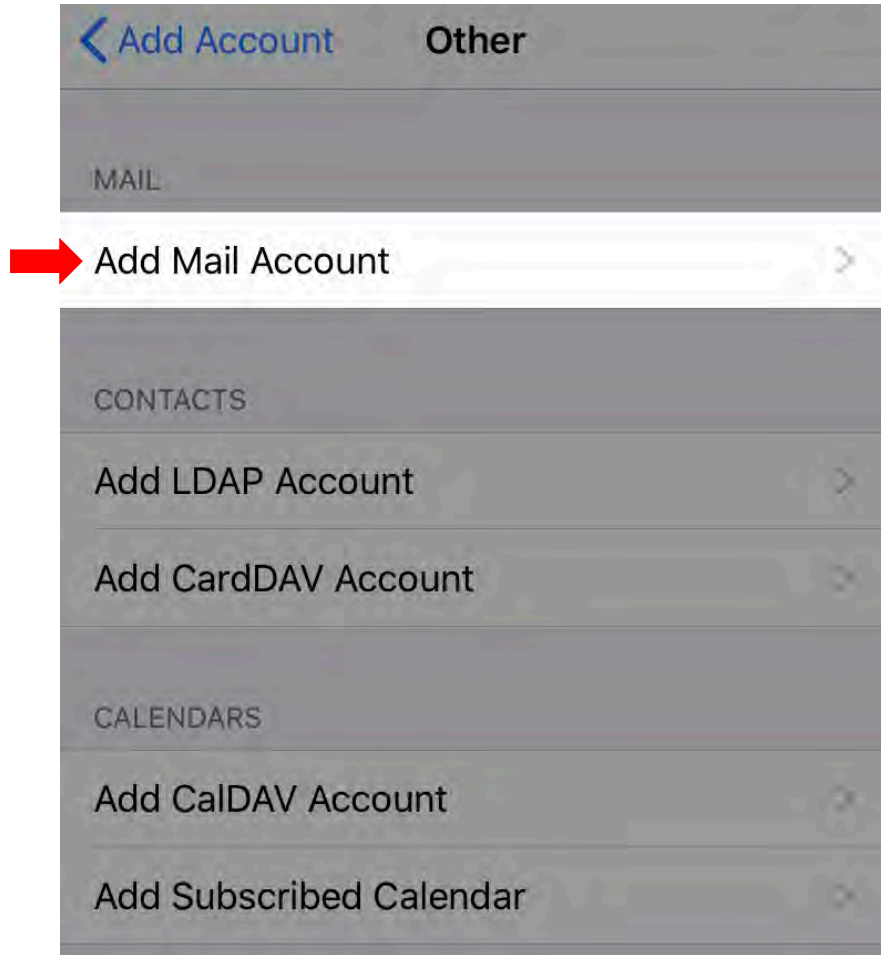 Add Account Other
MAIL
Add Mail Account
CONTACTS
Add LDAP Account
Add CardDAV Account
CALENDARS
Add CalDAV Account
Add Subscribed Calendar